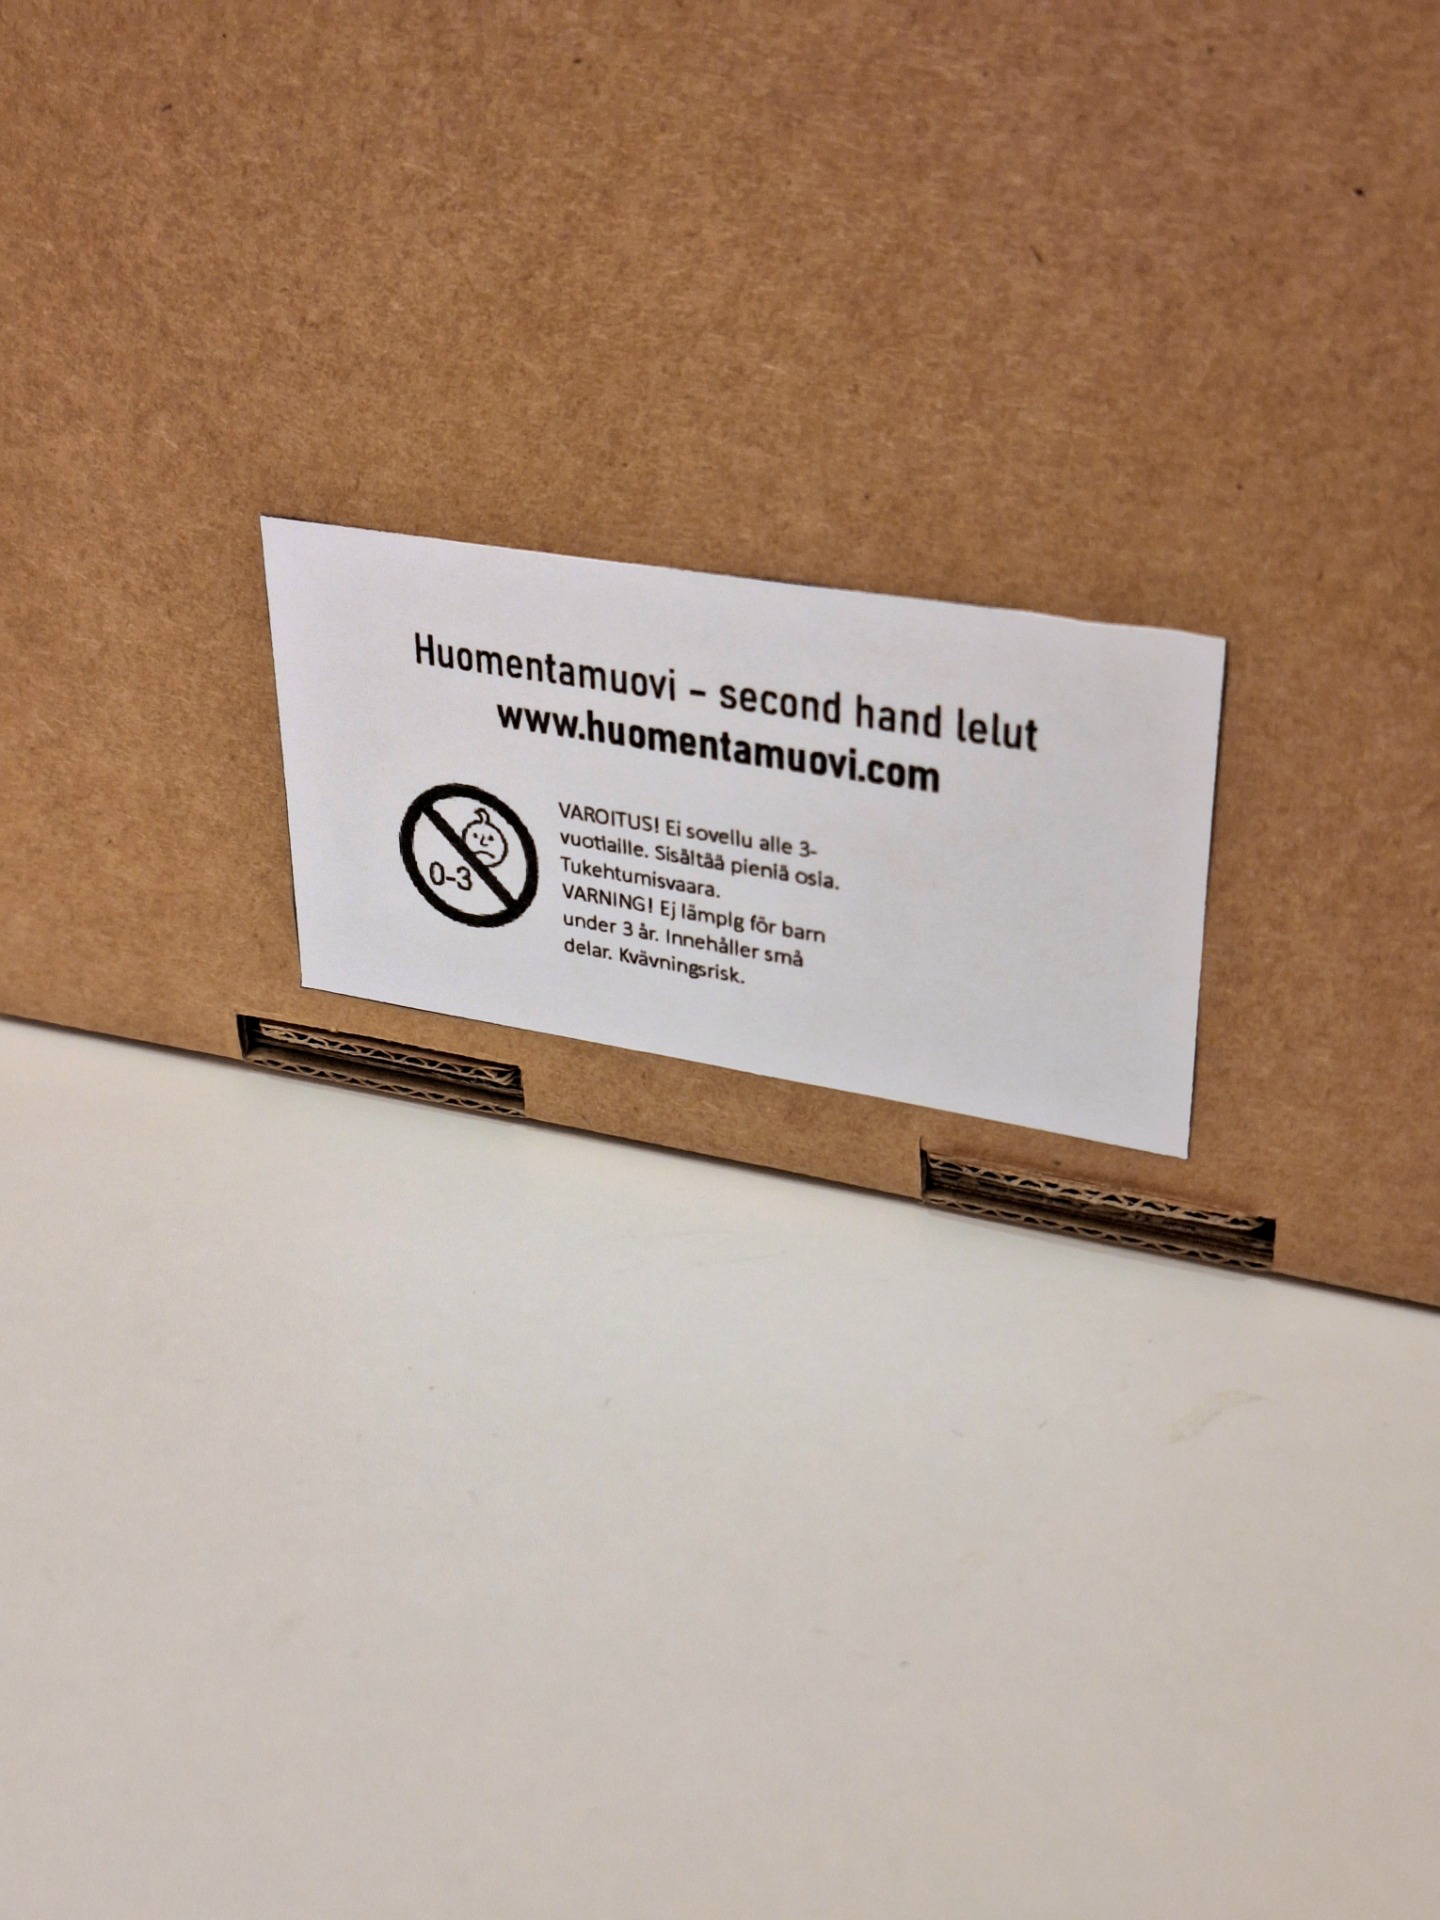 Huomentamuovi – second hand lelut
www.huomentamuovi.com
0-3
VAROITUS! Ei sovellu alle 3-
vuotiaille. Sisältää pieniä osia.
Tukehtumisvaara.
VARNING! Ej lämplg för barn
under 3 år. Innehåller små
delar. Kvävningsrisk.